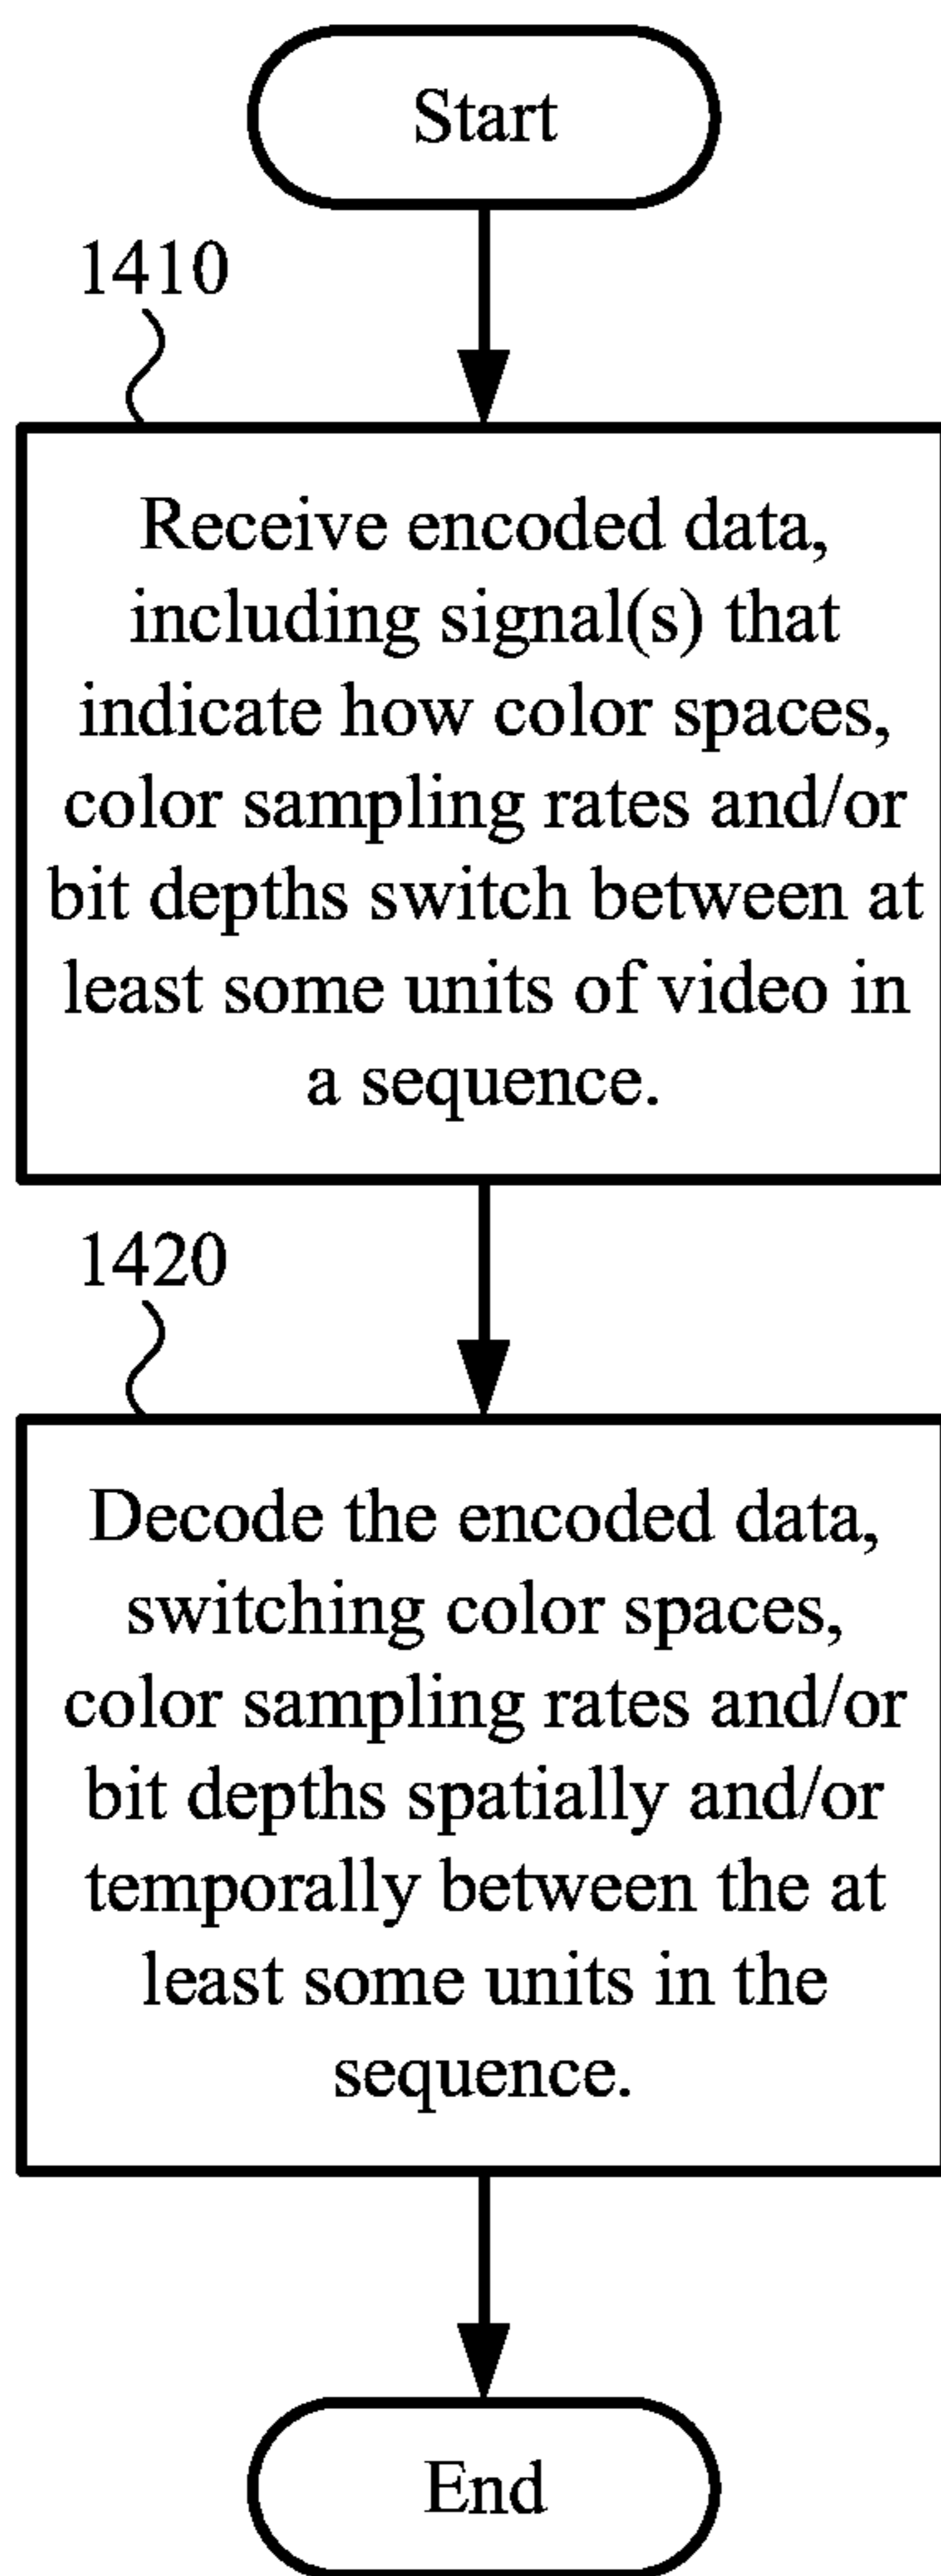 Start
1410
Receive encoded data,
including signal(s) that
indicate how color spaces,
color sampling rates and/or
bit depths switch between at
least some units of video in
a sequence.
1420
Decode the encoded data,
switching color spaces,
color sampling rates and/or
bit depths spatially and/or
temporally between the at
least some units in the
sequence.
End